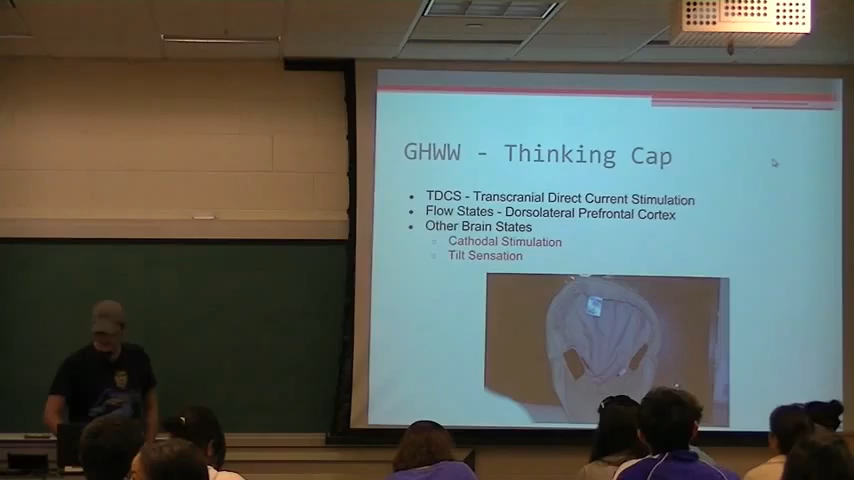 GHWW - Thinking Cap
TDCS - Transcranial Direct Current Stimulation
Flow States - Dorsolateral Prefrontal Cortex
Other Brain States
Cathodal Stimulation
Tilt Sensation